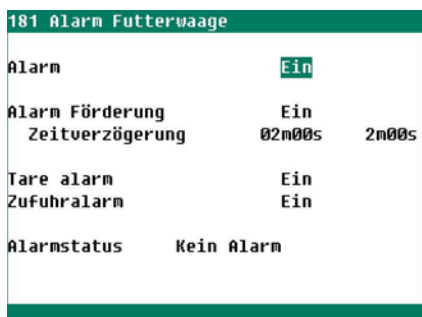 181 Alarm Futterwaage
Alarm Ein
Alarm Förderung Ein
Zeitverzögerung 02m00s 2m00s
Tare alarm Ein
Zufuhralarm Ein
Alarmstatus Kein Alarm